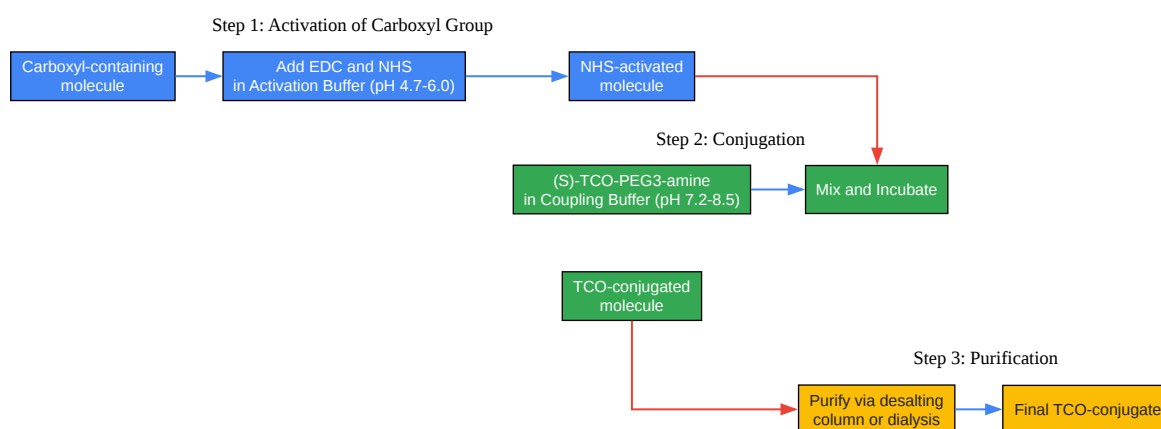 Step 1: Activation of Carboxyl Group
Carboxyl-containing
molecule
Add EDC and NHS
in Activation Buffer (pH 4.7-6.0)
NHS-activated
molecule
Step 2: Conjugation
(S)-TCO-PEG3-amine
in Coupling Buffer (pH 7.2-8.5)
Mix and Incubate
TCO-conjugated
molecule
Step 3: Purification
Purify via desalting
column or dialysis
Final TCO-conjugate